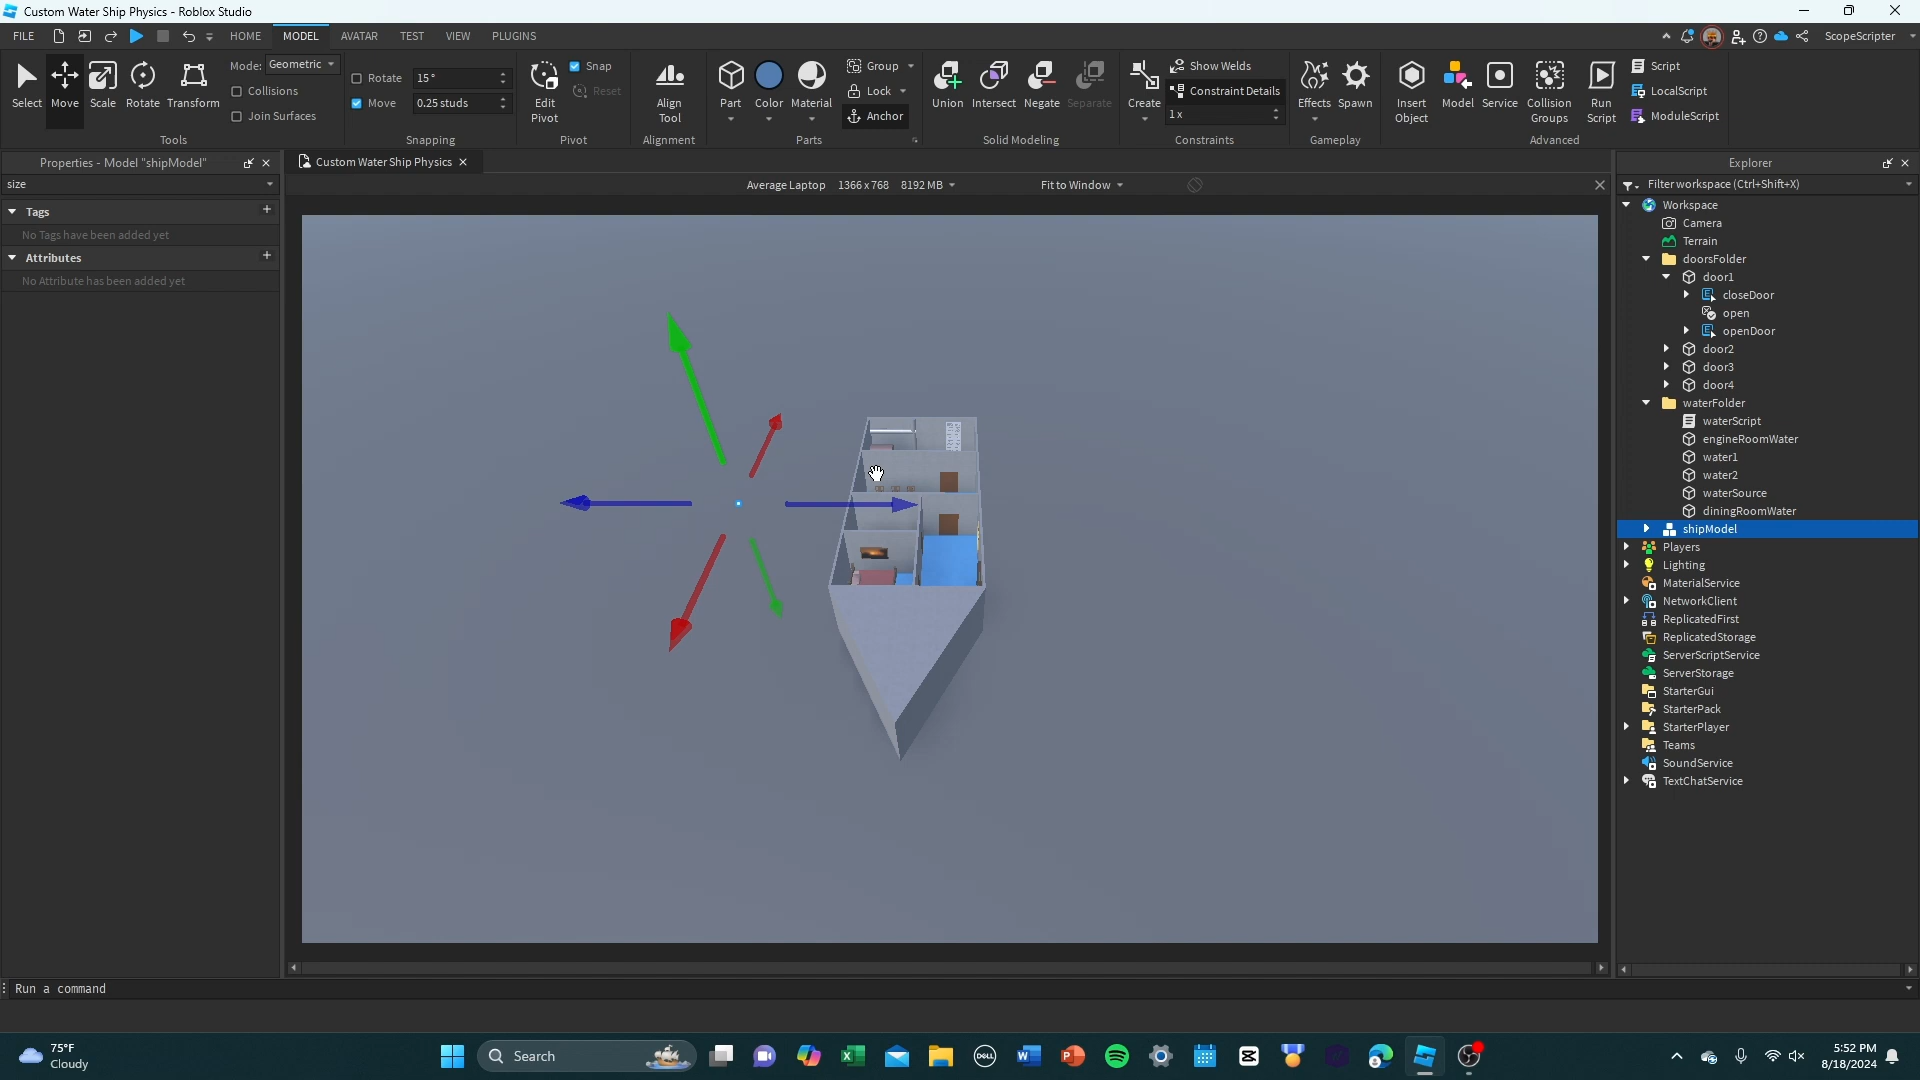 Custom Water Ship Physics - Roblox Studio
FILE HOME MODEL AVATAR TEST VIEW PLUGINS ScopeScripter
Select Move Scale Rotate Transform
Mode: Geometric
Collisions
Join Surfaces
Tools
Rotate 15°
Move 0.25 studs
Snapping
Edit Pivot
Snap
Reset
Pivot
Align Tool
Alignment
Part Color Material
Group
Lock
Anchor
Parts
Union Intersect Negate Separate
Solid Modeling
Create
Show Welds
Constraint Details
1 x
Constraints
Effects Spawn
Gameplay
Insert Object
Model
Service
Collision Groups
Run Script
Script
LocalScript
ModuleScript
Advanced
Properties - Model "shipModel"
size
Tags
No Tags have been added yet
Attributes
No Attribute has been added yet
Custom Water Ship Physics
Average Laptop 1366 x 768 8192 MB Fit to Window
Explorer
Filter workspace (Ctrl+Shift+X)
Workspace
Camera
Terrain
doorsFolder
door1
closeDoor
open
openDoor
door2
door3
door4
waterFolder
waterScript
engineRoomWater
water1
water2
waterSource
diningRoomWater
shipModel
Players
Lighting
MaterialService
NetworkClient
ReplicatedFirst
ReplicatedStorage
ServerScriptService
ServerStorage
StarterGui
StarterPack
StarterPlayer
Teams
SoundService
TextChatService
Run a command
75°F
Cloudy
Search
DELL
5:52 PM
8/18/2024